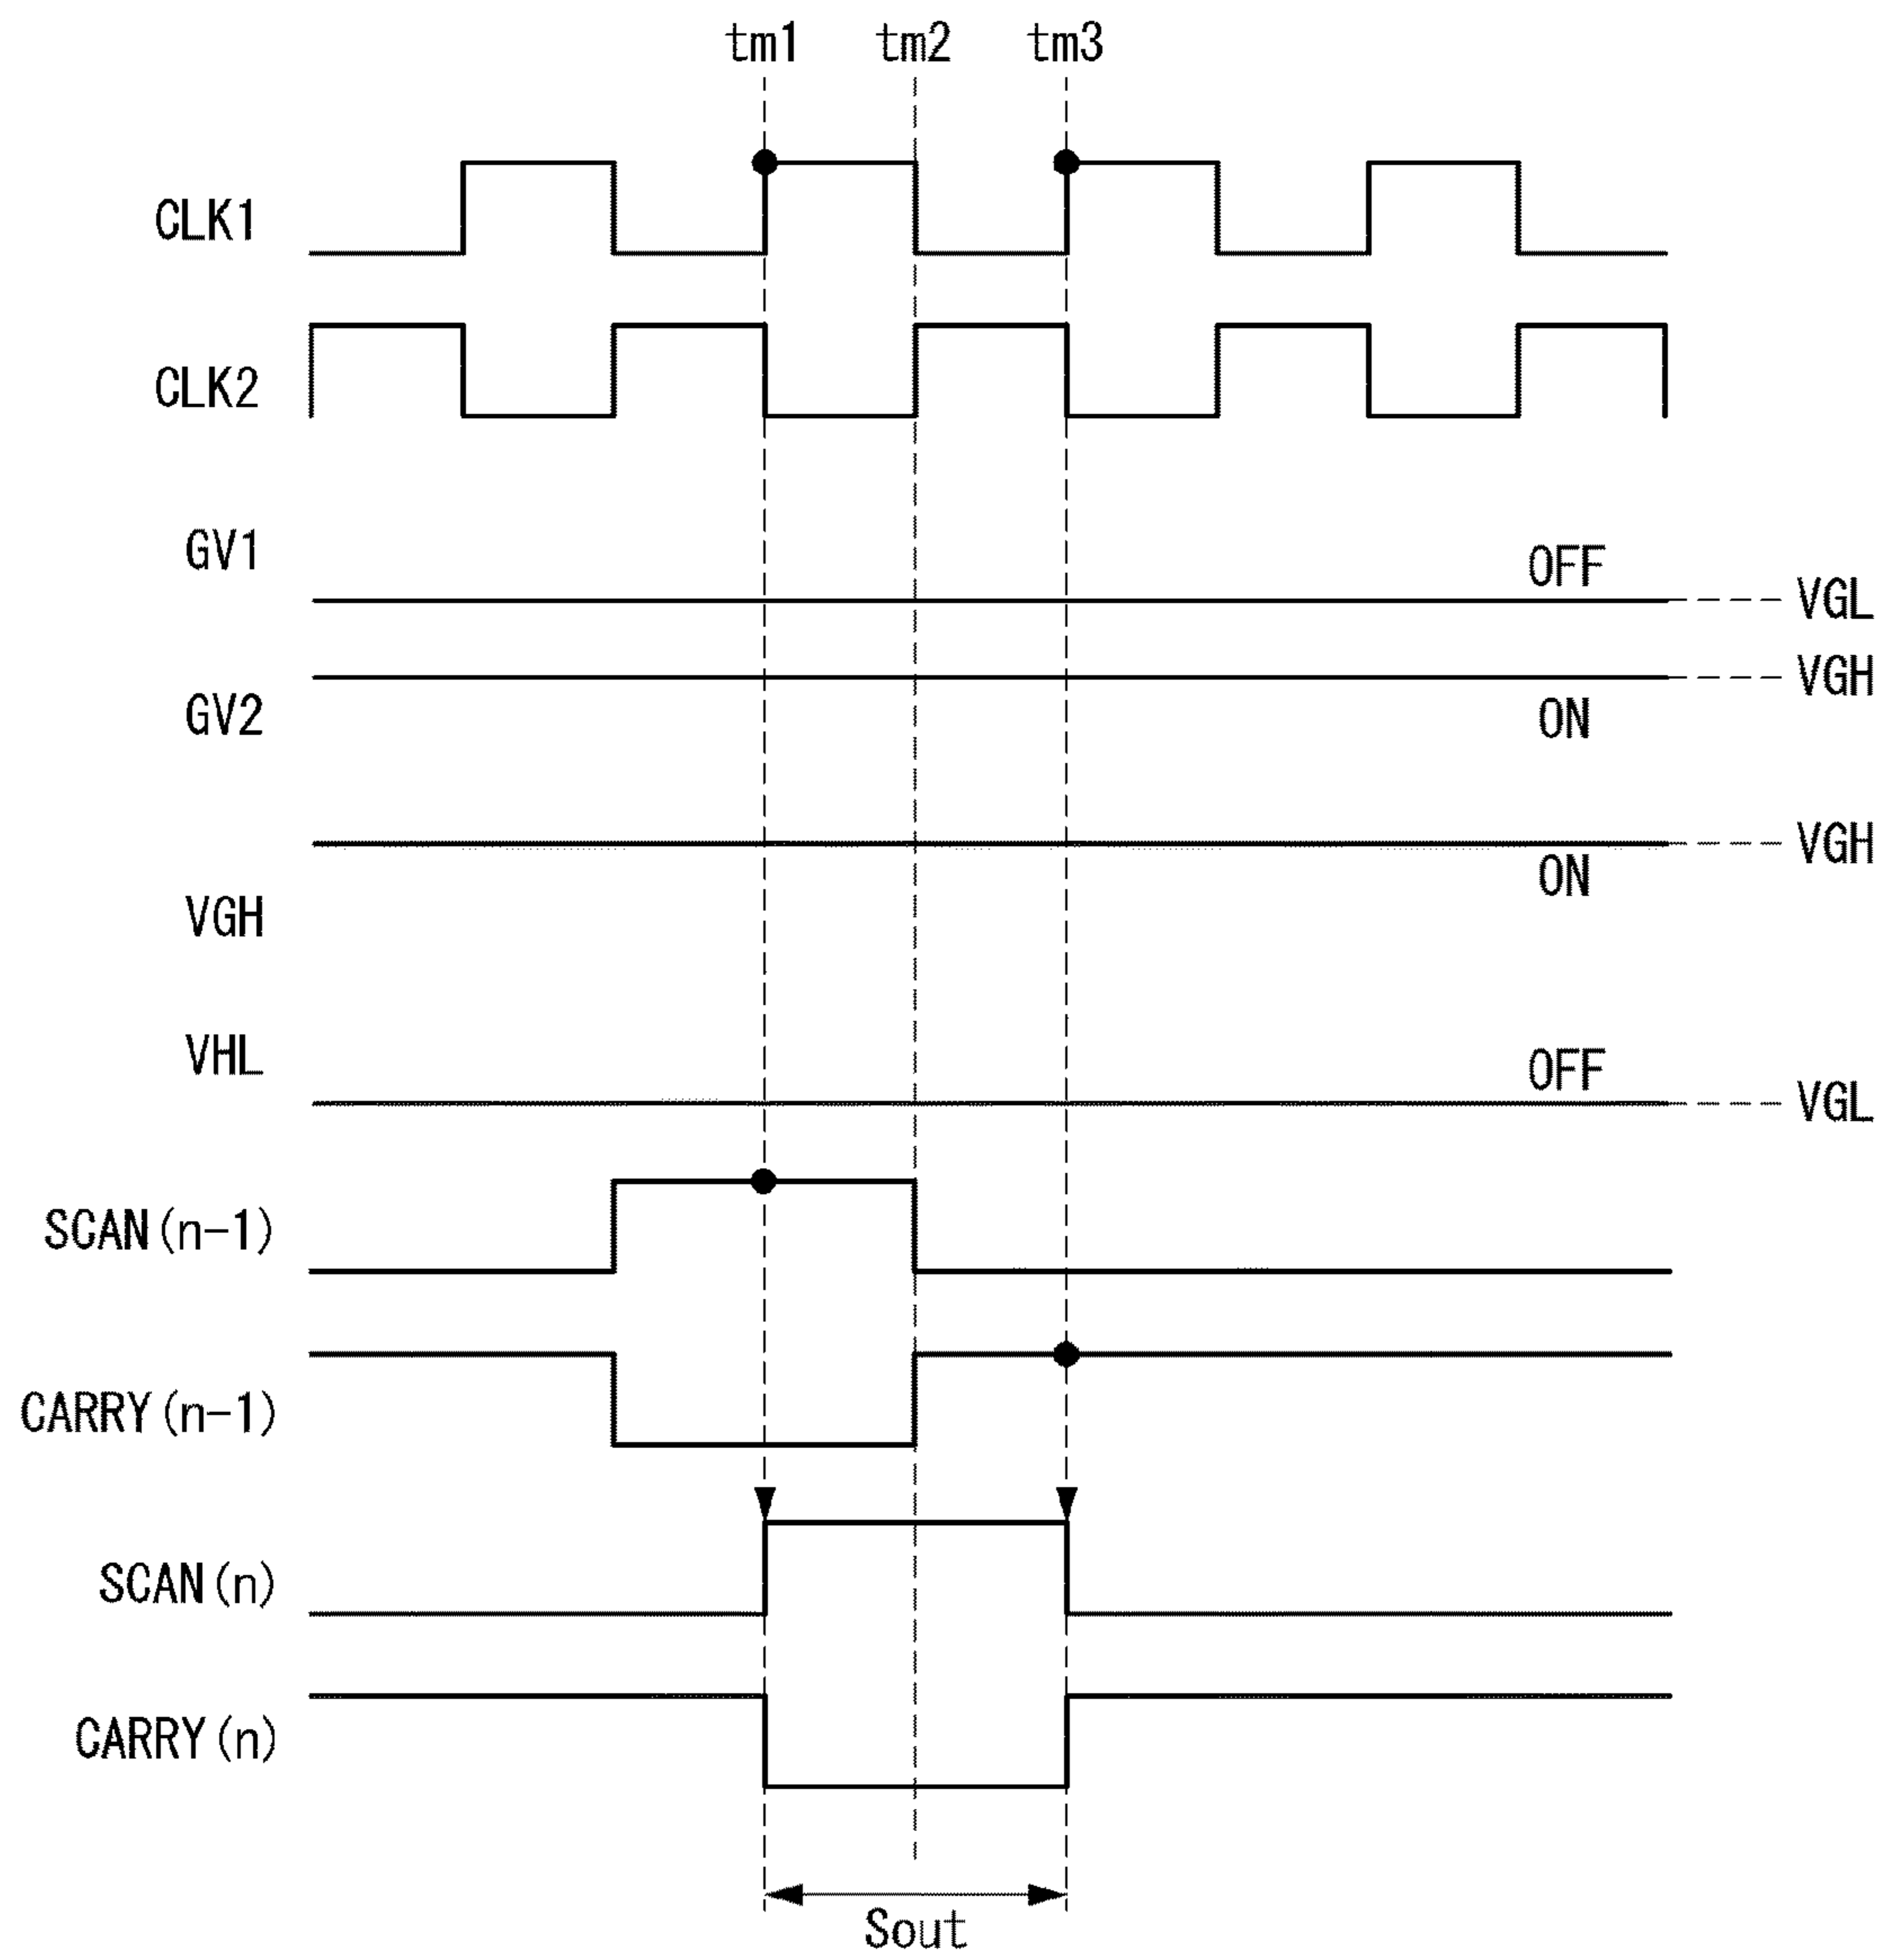 tm1 tm2 tm3
CLK1
CLK2
GV1
OFF
VGL
VGH
GV2
ON
VGH
ON
VGH
VHL
OFF
VGL
SCAN(n-1)
CARRY(n-1)
SCAN(n)
CARRY(n)
Sout